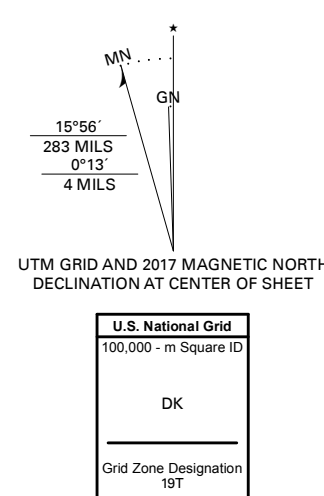 ★
MN
GN
15°56´
283 MILS
0°13´
4 MILS
UTM GRID AND 2017 MAGNETIC NORTH
DECLINATION AT CENTER OF SHEET
U.S. National Grid
100,000 - m Square ID
DK
Grid Zone Designation
19T